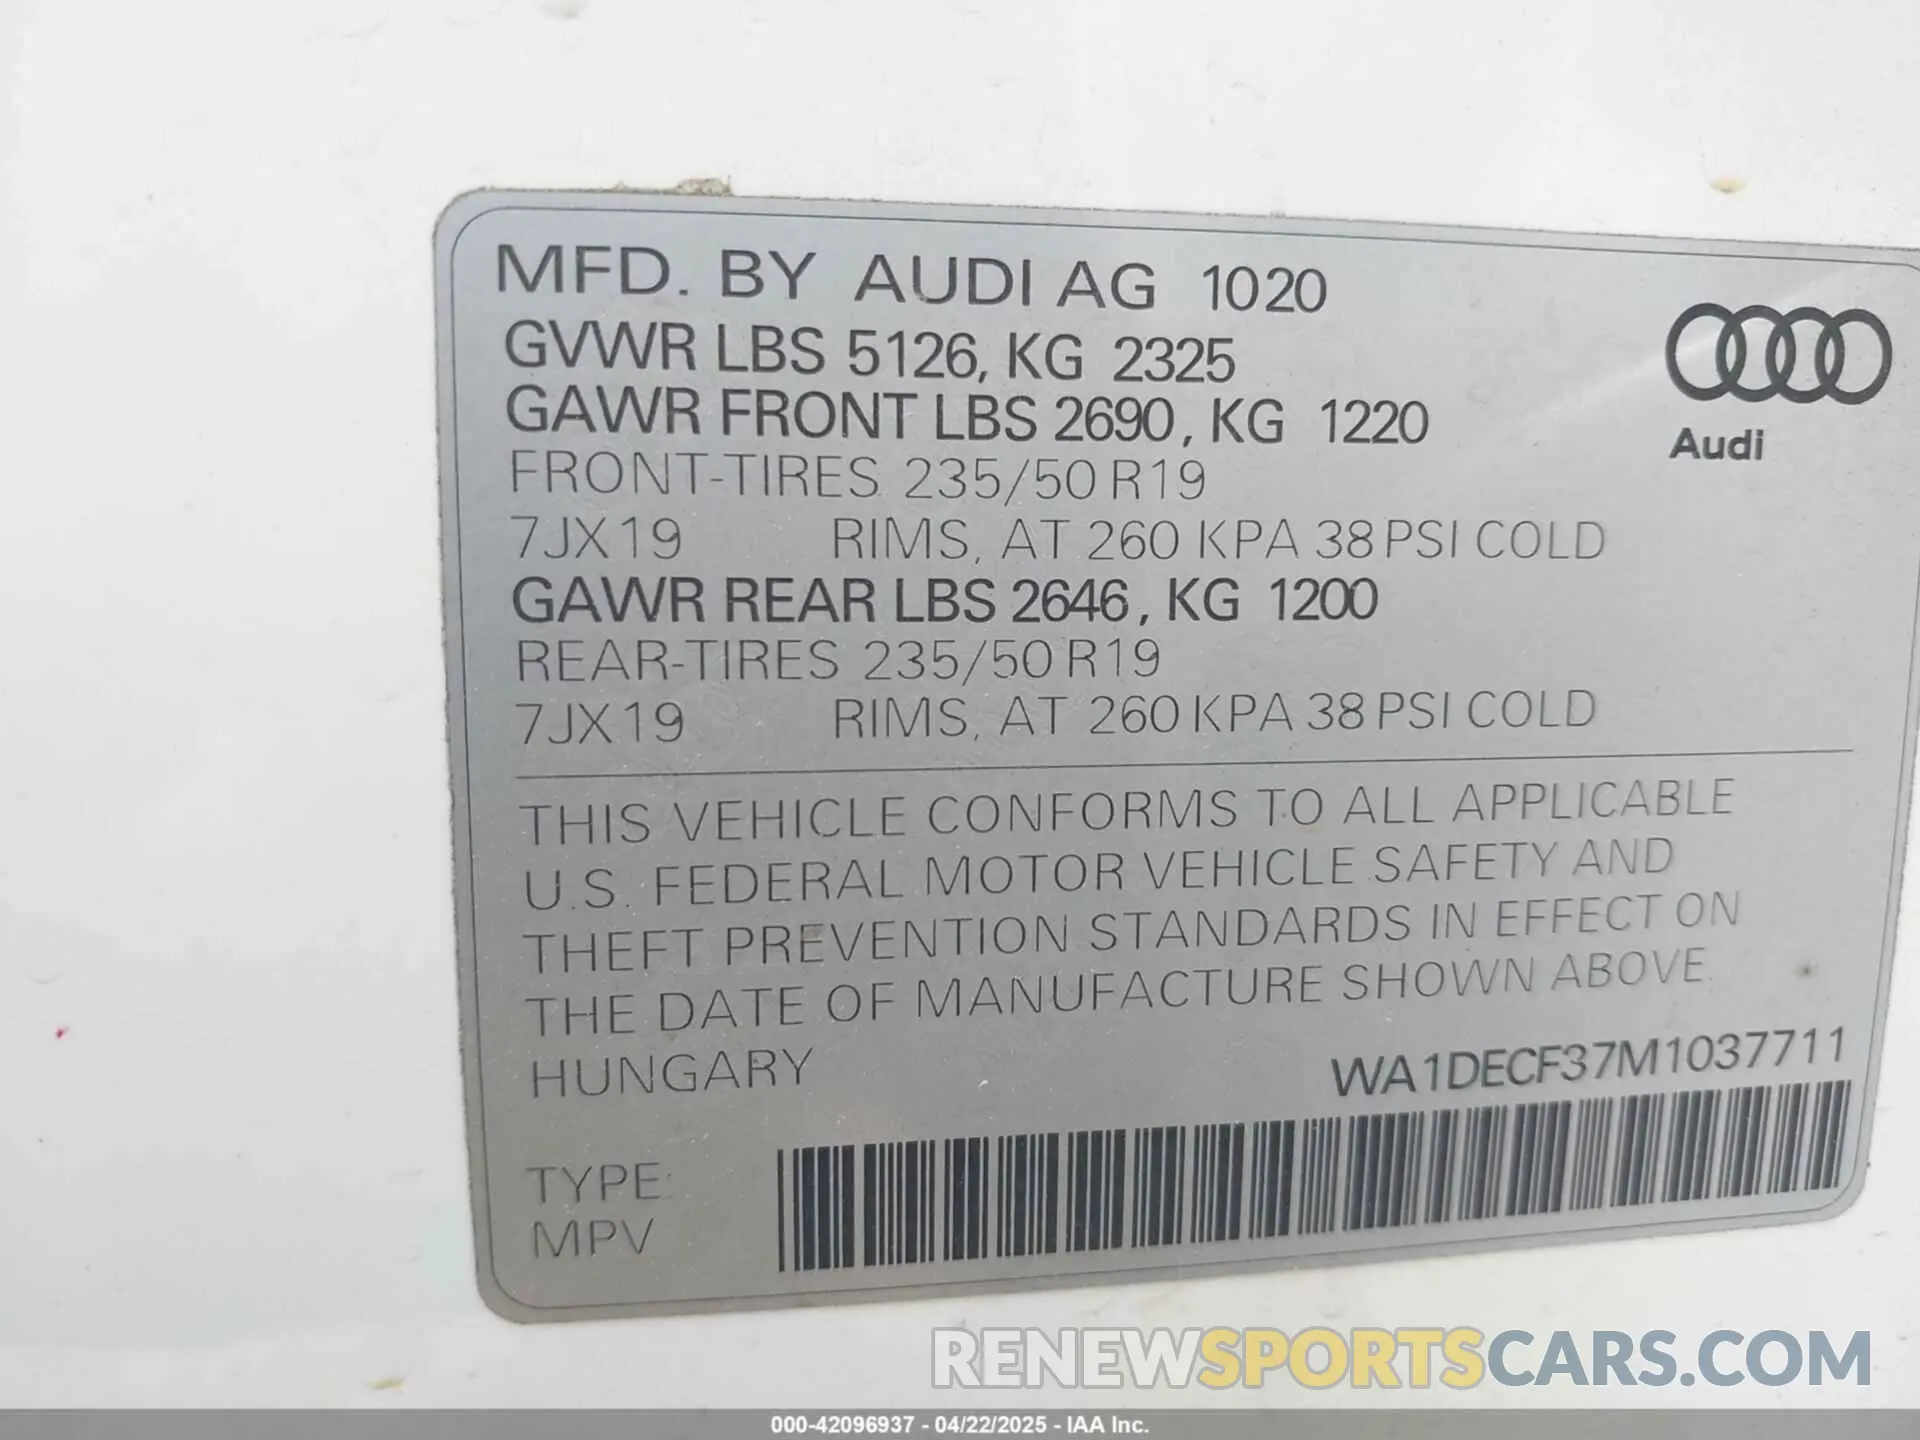 MFD. BY AUDI AG 1020
GVWR LBS 5126, KG 2325
GAWR FRONT LBS 2690, KG 1220
FRONT-TIRES 235/50 R19
7JX19 RIMS, AT 260 KPA 38 PSI COLD
GAWR REAR LBS 2646, KG 1200
REAR-TIRES 235/50 R19
7JX19 RIMS, AT 260 KPA 38 PSI COLD
Audi
THIS VEHICLE CONFORMS TO ALL APPLICABLE
U.S. FEDERAL MOTOR VEHICLE SAFETY AND
THEFT PREVENTION STANDARDS IN EFFECT ON
THE DATE OF MANUFACTURE SHOWN ABOVE.
HUNGARY WA1DECF37M1037711
TYPE:
MPV
RENEWSPORTSCARS.COM
000-42096937 - 04/22/2025 - IAA Inc.